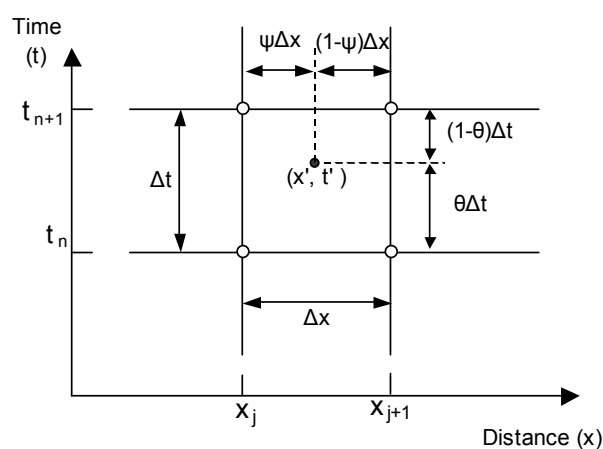 Time
(t)
ψΔx
(1-ψ)Δx
t n+1
(1-θ)Δt
(x', t' )
Δt
θΔt
t n
Δx
x j
x j+1
Distance (x)